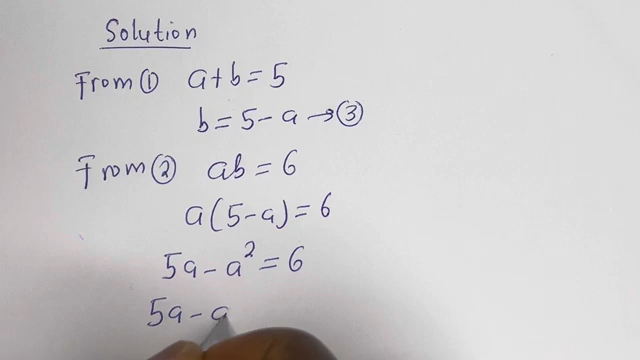 Solution
From ① a+b=5
b=5-a→③
From ② ab=6
a(5-a)=6
5a-a²=6
5a-a